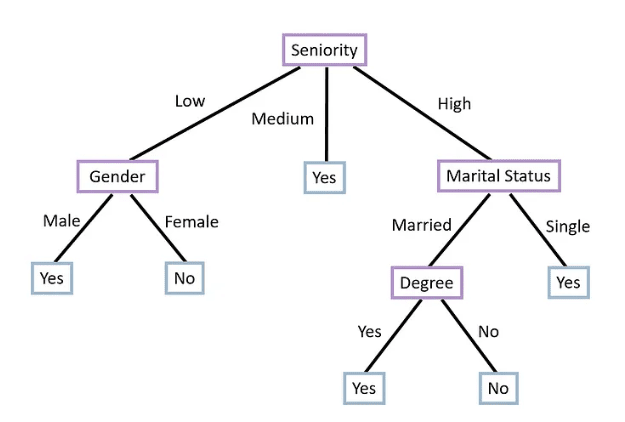 Seniority
Low
Medium
High
Gender
Yes
Marital Status
Male
Female
Married
Single
Yes
No
Degree
Yes
Yes
No
Yes
No